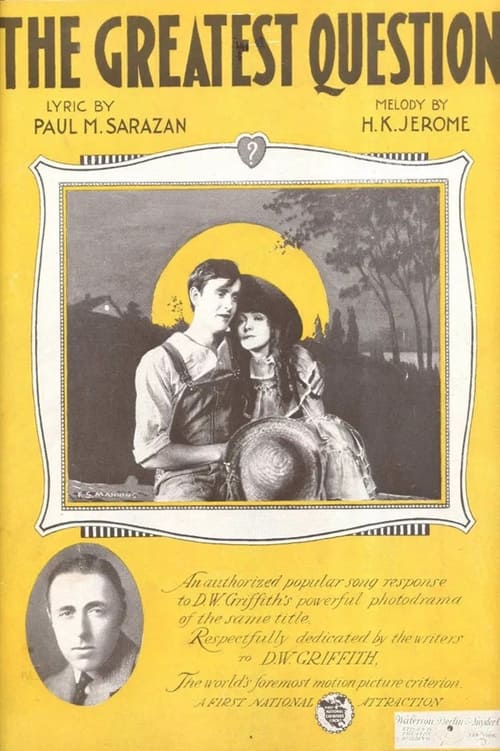 THE GREATEST QUESTION
LYRIC BY
PAUL M. SARAZAN
MELODY BY
H.K. JEROME
?
F.S. MANNING
An authorized popular song response
to D.W. Griffith's powerful photodrama
of the same title.
Respectfully dedicated by the writers
to D.W. GRIFFITH,
The world's foremost motion picture criterion.
A FIRST NATIONAL ATTRACTION
Waterson, Berlin & Snyder Co